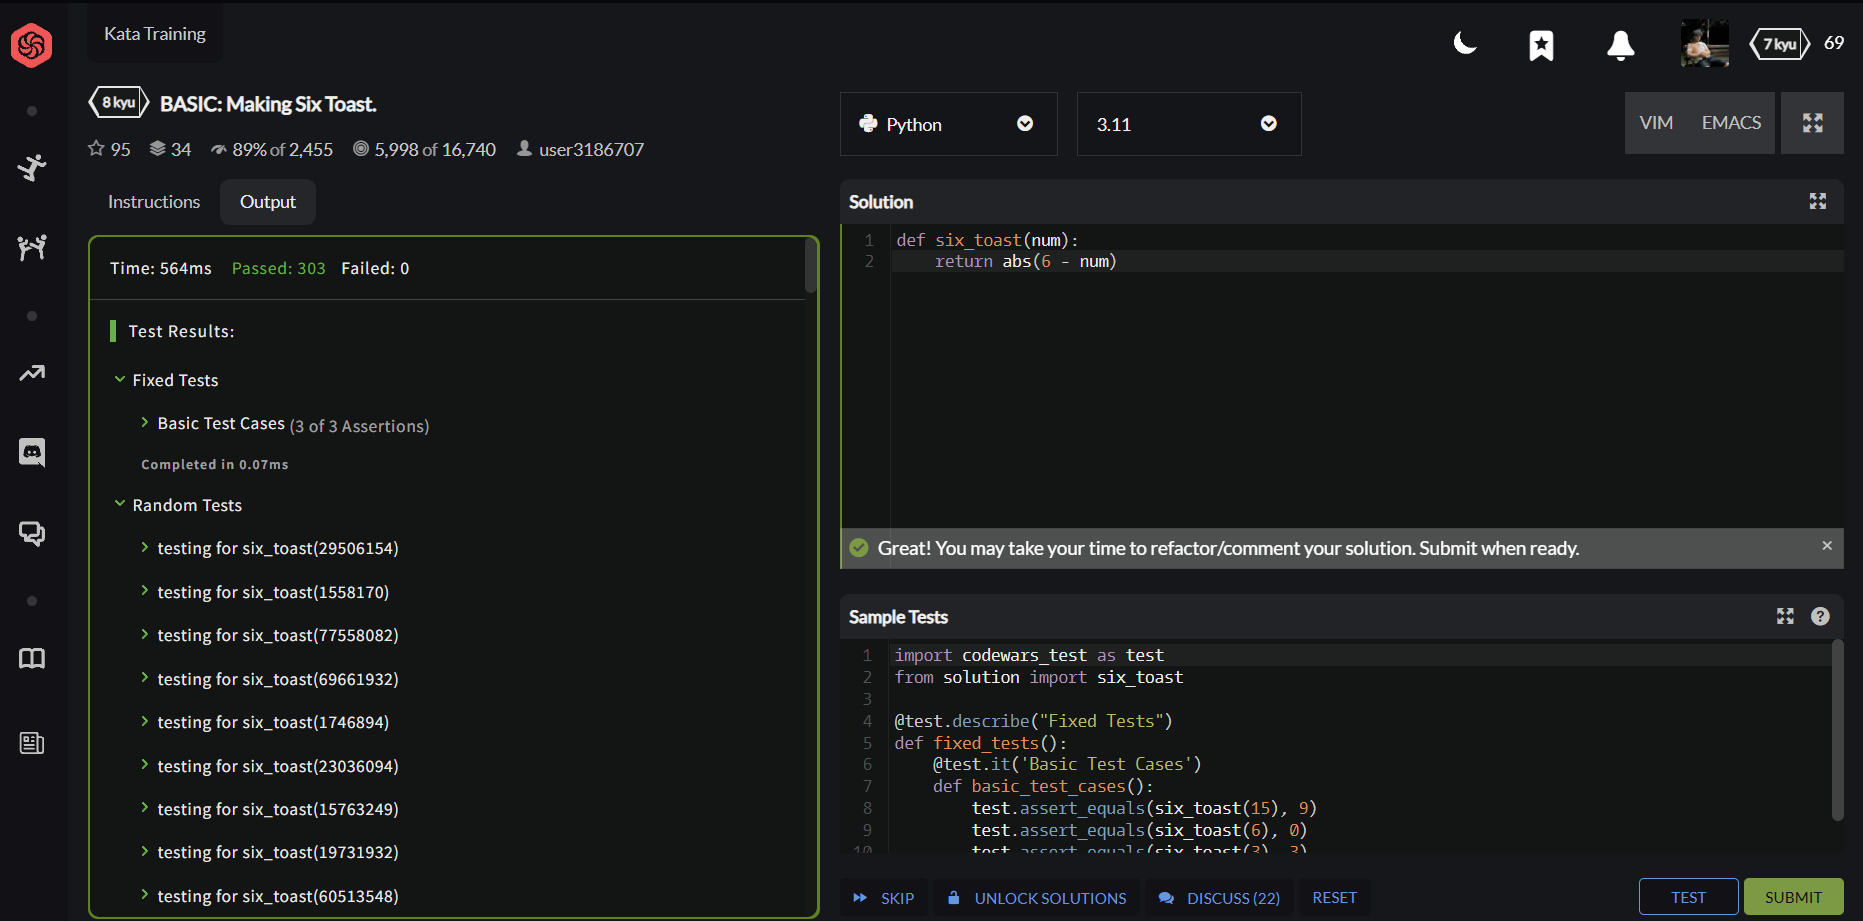 Kata Training
7 kyu 69
8 kyu BASIC: Making Six Toast.
95 34 89% of 2,455 5,998 of 16,740 user3186707
Instructions Output
Time: 564ms Passed: 303 Failed: 0
Test Results:
Fixed Tests
Basic Test Cases (3 of 3 Assertions)
Completed in 0.07ms
Random Tests
testing for six_toast(29506154)
testing for six_toast(1558170)
testing for six_toast(77558082)
testing for six_toast(69661932)
testing for six_toast(1746894)
testing for six_toast(23036094)
testing for six_toast(15763249)
testing for six_toast(19731932)
testing for six_toast(60513548)
Python 3.11 VIM EMACS
Solution
1 def six_toast(num):
2     return abs(6 - num)
Great! You may take your time to refactor/comment your solution. Submit when ready. ×
Sample Tests ?
1 import codewars_test as test
2 from solution import six_toast
3
4 @test.describe("Fixed Tests")
5 def fixed_tests():
6     @test.it('Basic Test Cases')
7     def basic_test_cases():
8         test.assert_equals(six_toast(15), 9)
9         test.assert_equals(six_toast(6), 0)
10         test.assert_equals(six_toast(3), 3)
SKIP UNLOCK SOLUTIONS DISCUSS (22) RESET TEST SUBMIT